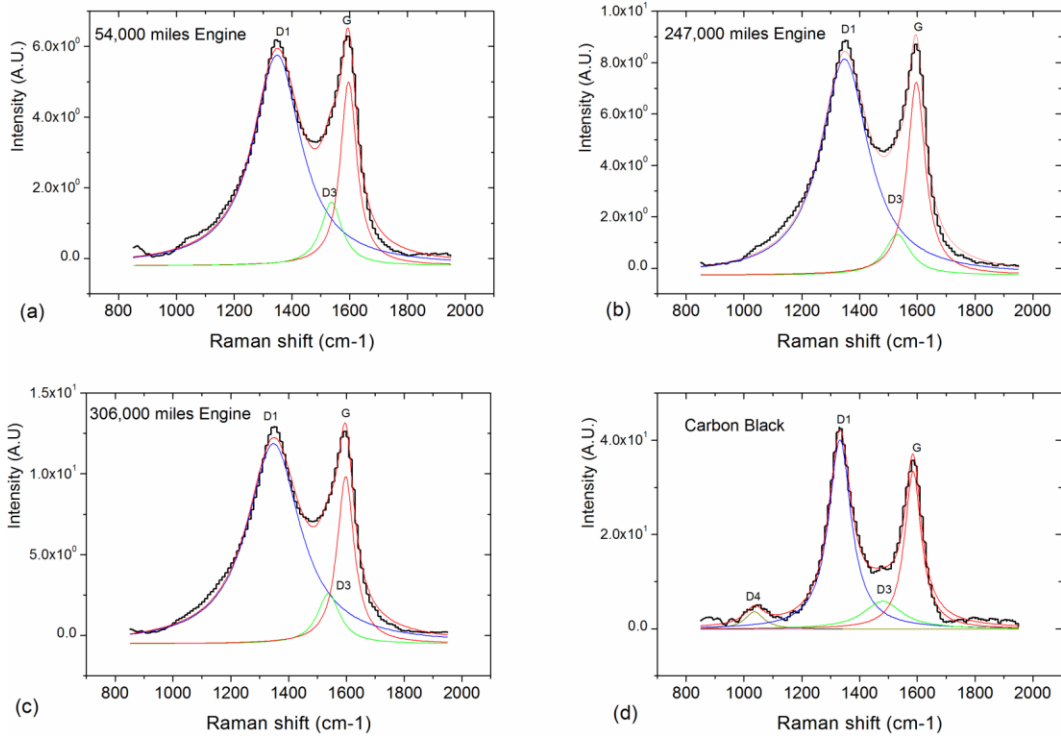 54,000 miles Engine
D1
G
D3
Intensity (A.U.)
6.0x10⁰
4.0x10⁰
2.0x10⁰
0.0
800 1000 1200 1400 1600 1800 2000
Raman shift (cm-1)
(a)
247,000 miles Engine
D1
G
D3
Intensity (A.U.)
1.0x10¹
8.0x10⁰
6.0x10⁰
4.0x10⁰
2.0x10⁰
0.0
800 1000 1200 1400 1600 1800 2000
Raman shift (cm-1)
(b)
306,000 miles Engine
D1
G
D3
Intensity (A.U)
1.5x10¹
1.0x10¹
5.0x10⁰
0.0
800 1000 1200 1400 1600 1800 2000
Raman shift (cm-1)
(c)
Carbon Black
D1
G
D4
D3
Intensity (A.U.)
4.0x10¹
2.0x10¹
0.0
800 1000 1200 1400 1600 1800 2000
Raman shift (cm-1)
(d)